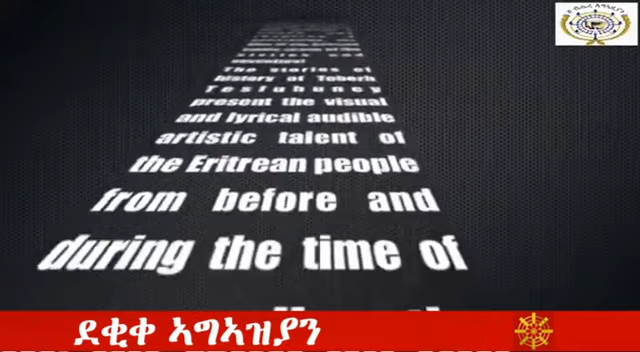 The stories of
history of Teberh
Tesfuhuney
present the visual
and lyrical audible
artistic talent of
the Eritrean people
from before and
during the time of
ደቂቀ ኣግኣዝያን